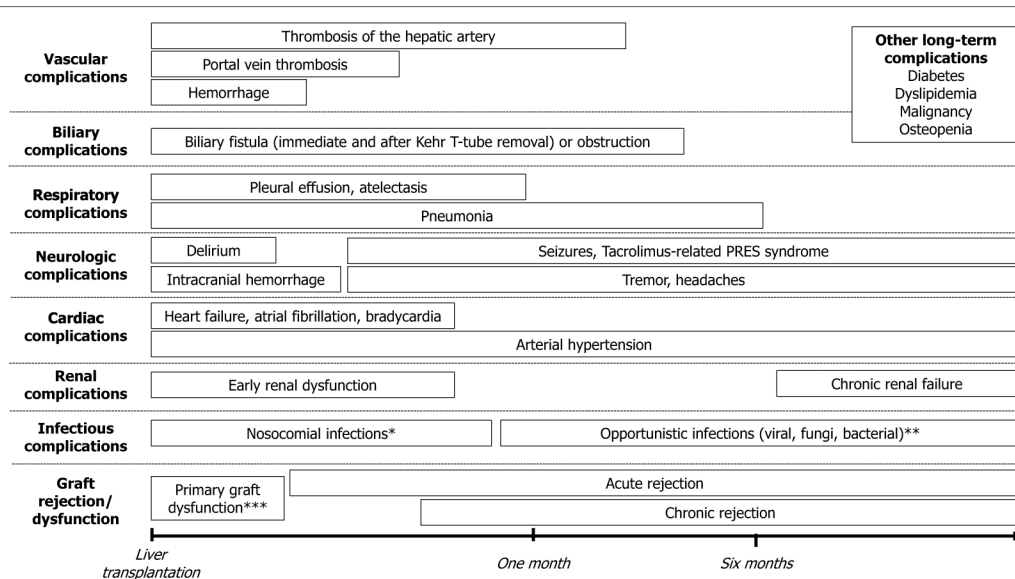 Vascular
complications
Thrombosis of the hepatic artery
Portal vein thrombosis
Hemorrhage
Other long-term
complications
Diabetes
Dyslipidemia
Malignancy
Osteopenia
Biliary
complications
Biliary fistula (immediate and after Kehr T-tube removal) or obstruction
Respiratory
complications
Pleural effusion, atelectasis
Pneumonia
Neurologic
complications
Delirium
Seizures, Tacrolimus-related PRES syndrome
Intracranial hemorrhage
Tremor, headaches
Cardiac
complications
Heart failure, atrial fibrillation, bradycardia
Arterial hypertension
Renal
complications
Early renal dysfunction
Chronic renal failure
Infectious
complications
Nosocomial infections*
Opportunistic infections (viral, fungi, bacterial)**
Graft
rejection/
dysfunction
Primary graft
dysfunction***
Acute rejection
Chronic rejection
Liver
transplantation
One month
Six months